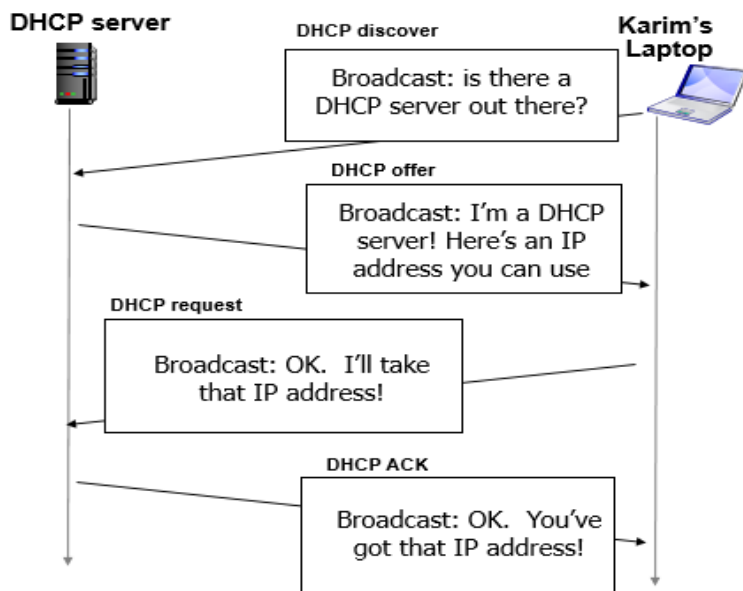 DHCP server
Karim's
Laptop
DHCP discover
Broadcast: is there a
DHCP server out there?
DHCP offer
Broadcast: I'm a DHCP
server! Here's an IP
address you can use
DHCP request
Broadcast: OK.  I'll take
that IP address!
DHCP ACK
Broadcast: OK.  You've
got that IP address!